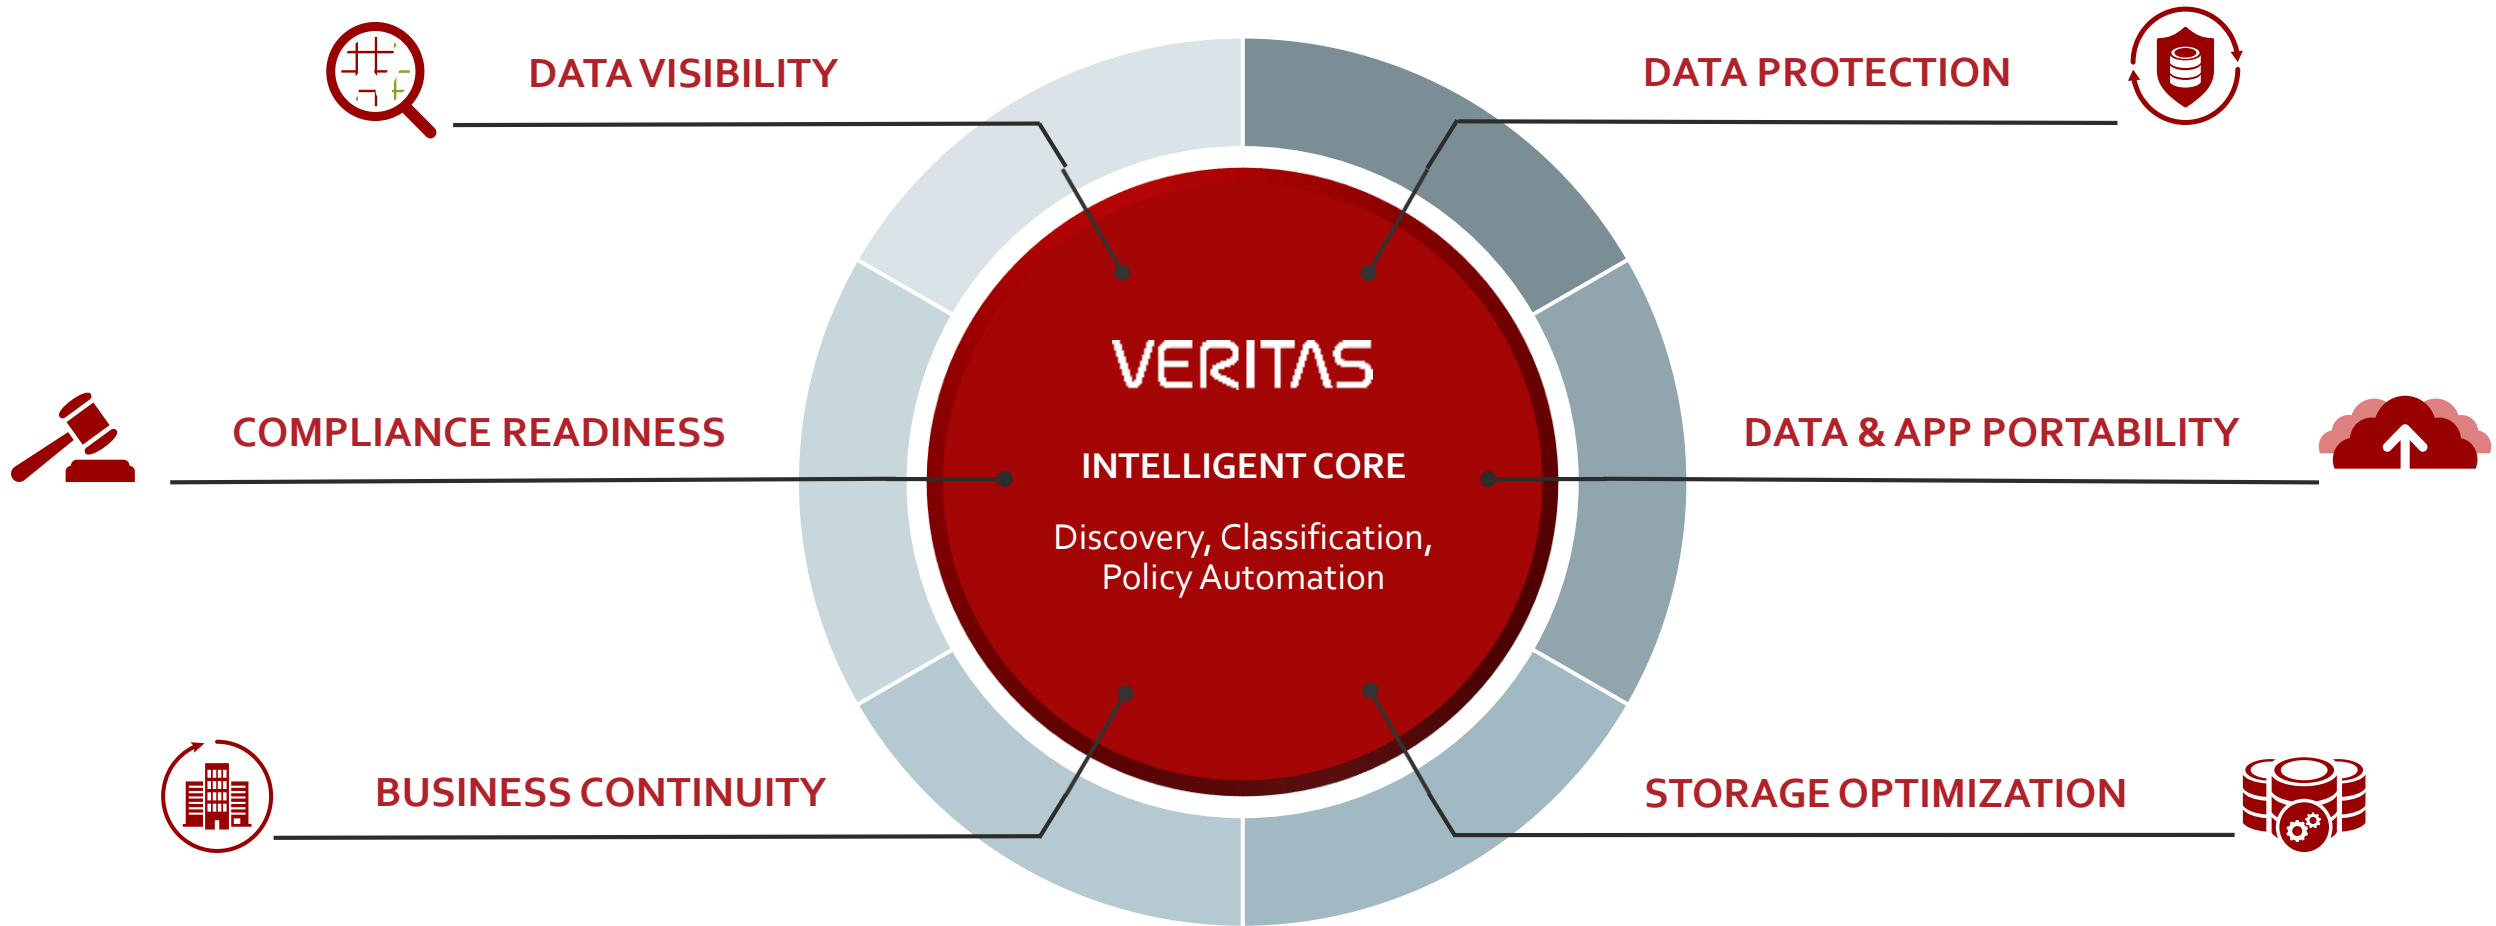 DATA VISIBILITY
DATA PROTECTION
VERITAS
COMPLIANCE READINESS
DATA & APP PORTABILITY
INTELLIGENT CORE
Discovery, Classification,
Policy Automation
BUSINESS CONTINUITY
STORAGE OPTIMIZATION